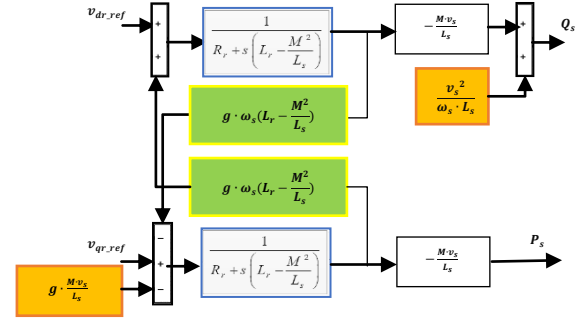 v_dr_ref
+
+
1 / (R_r + s (L_r − M² / L_s))
− M·v_s / L_s
+
+
Q_s
g · ω_s (L_r − M² / L_s)
v_s² / (ω_s · L_s)
g · ω_s (L_r − M² / L_s)
v_qr_ref
−
+
−
1 / (R_r + s (L_r − M² / L_s))
− M·v_s / L_s
P_s
g · M·v_s / L_s